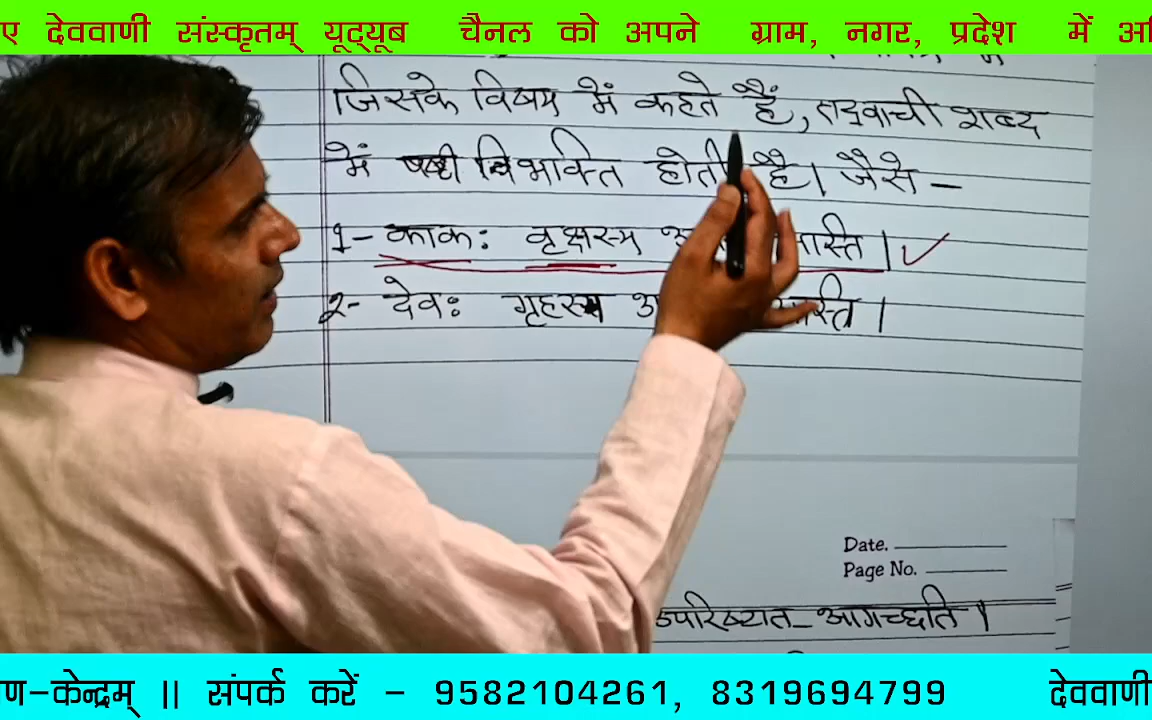 ए देववाणी संस्कृतम् यूट्यूब चैनल को अपने ग्राम, नगर, प्रदेश में
जिसके विषय में कहते हैं, तद्वाची शब्द
में षष्ठी विभक्ति होती है। जैसे –
1- काकः वृक्षस्य नास्ति।
2- देवः गृहस्य नास्ति।
Date.
Page No.
उपरिष्टात् आगच्छति।
ण-केन्द्रम् || संपर्क करें - 9582104261, 8319694799 देववाणी